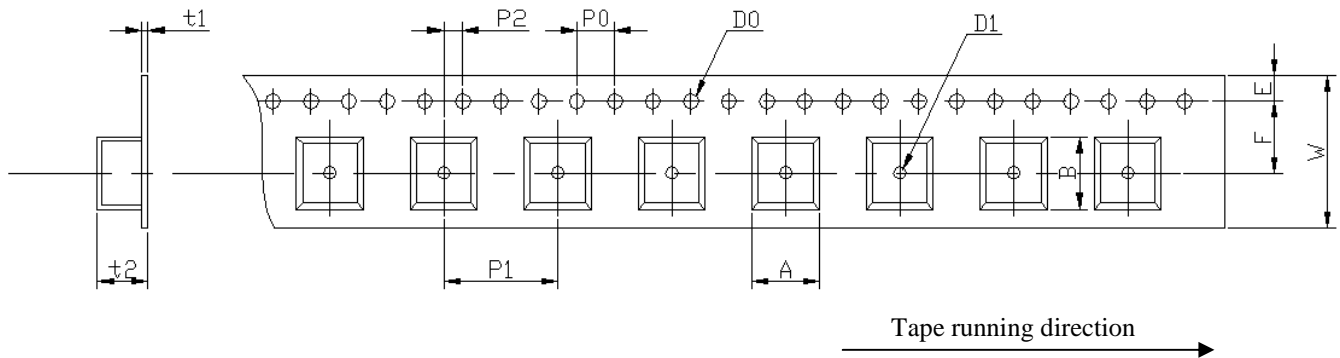 t1
P2
P0
D0
D1
E
F
W
B
t2
P1
A
Tape running direction